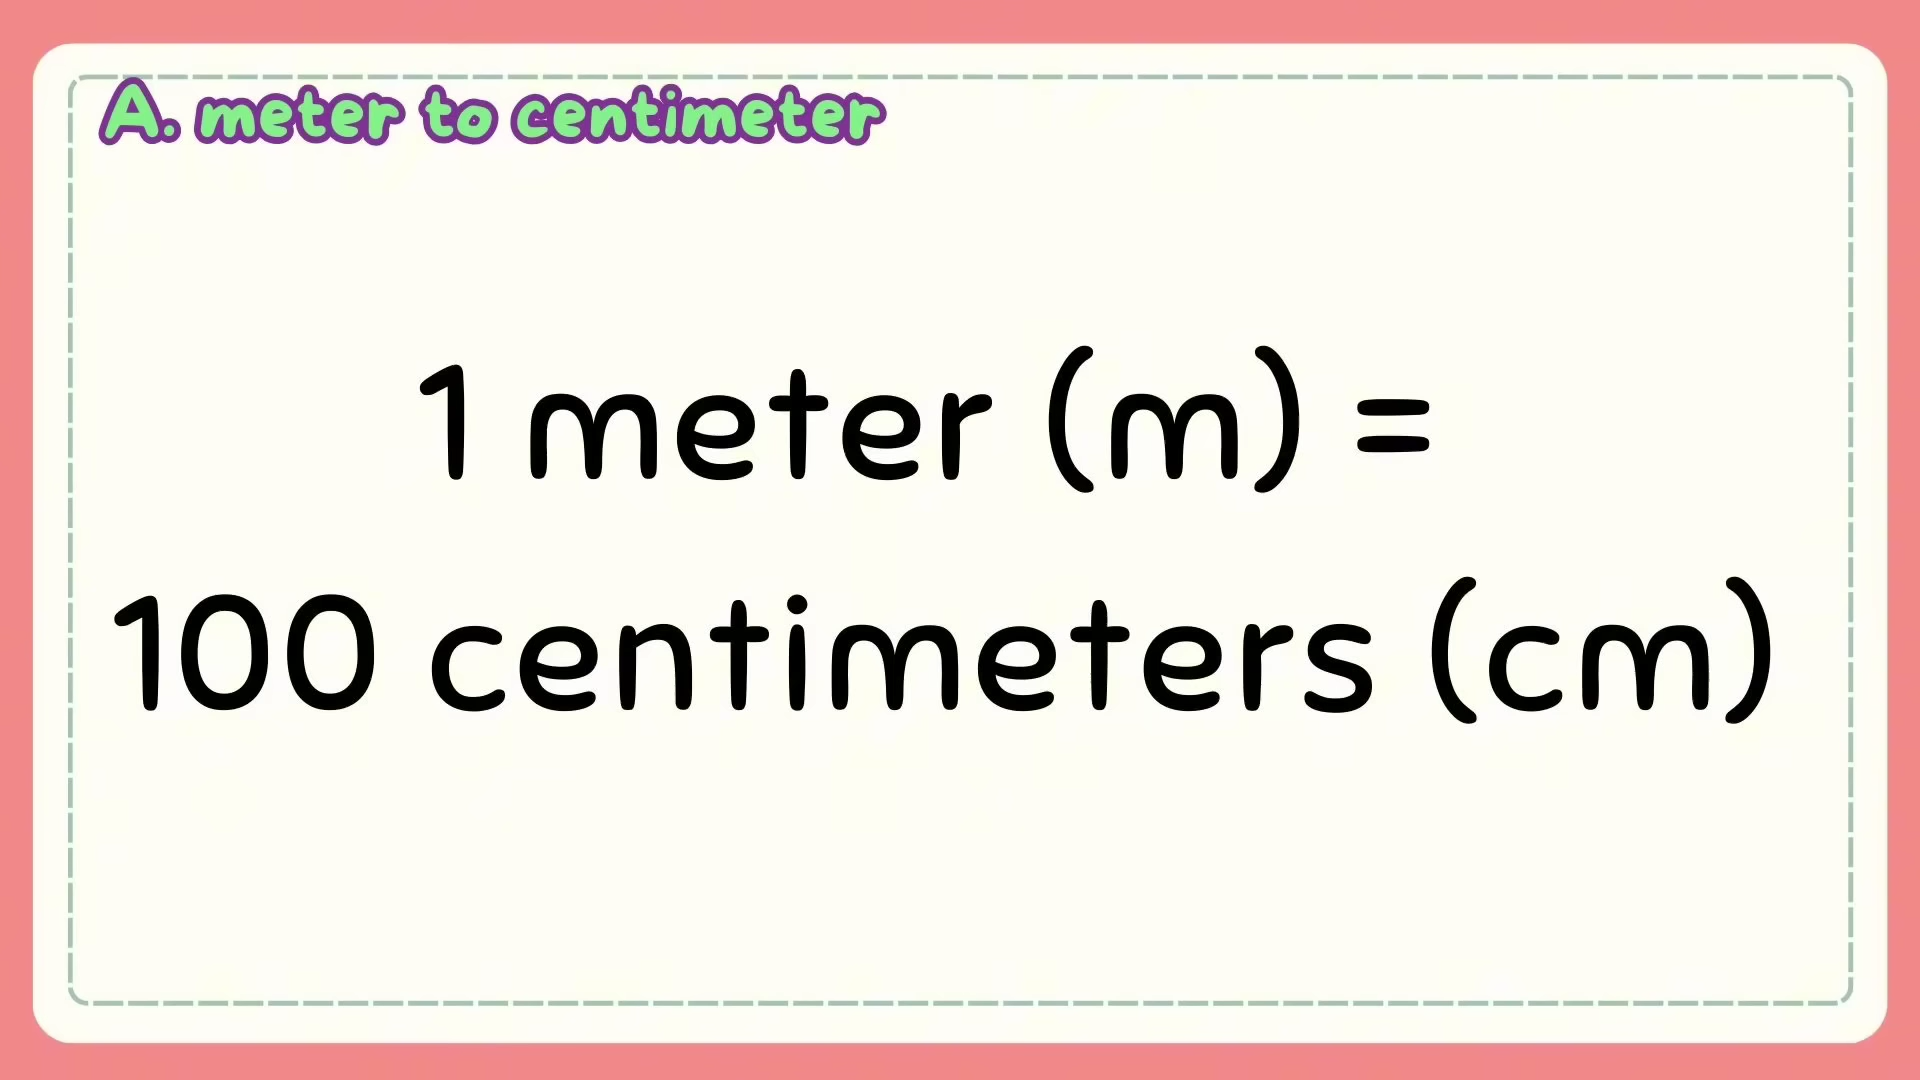 A. meter to centimeter
1 meter (m) =
100 centimeters (cm)